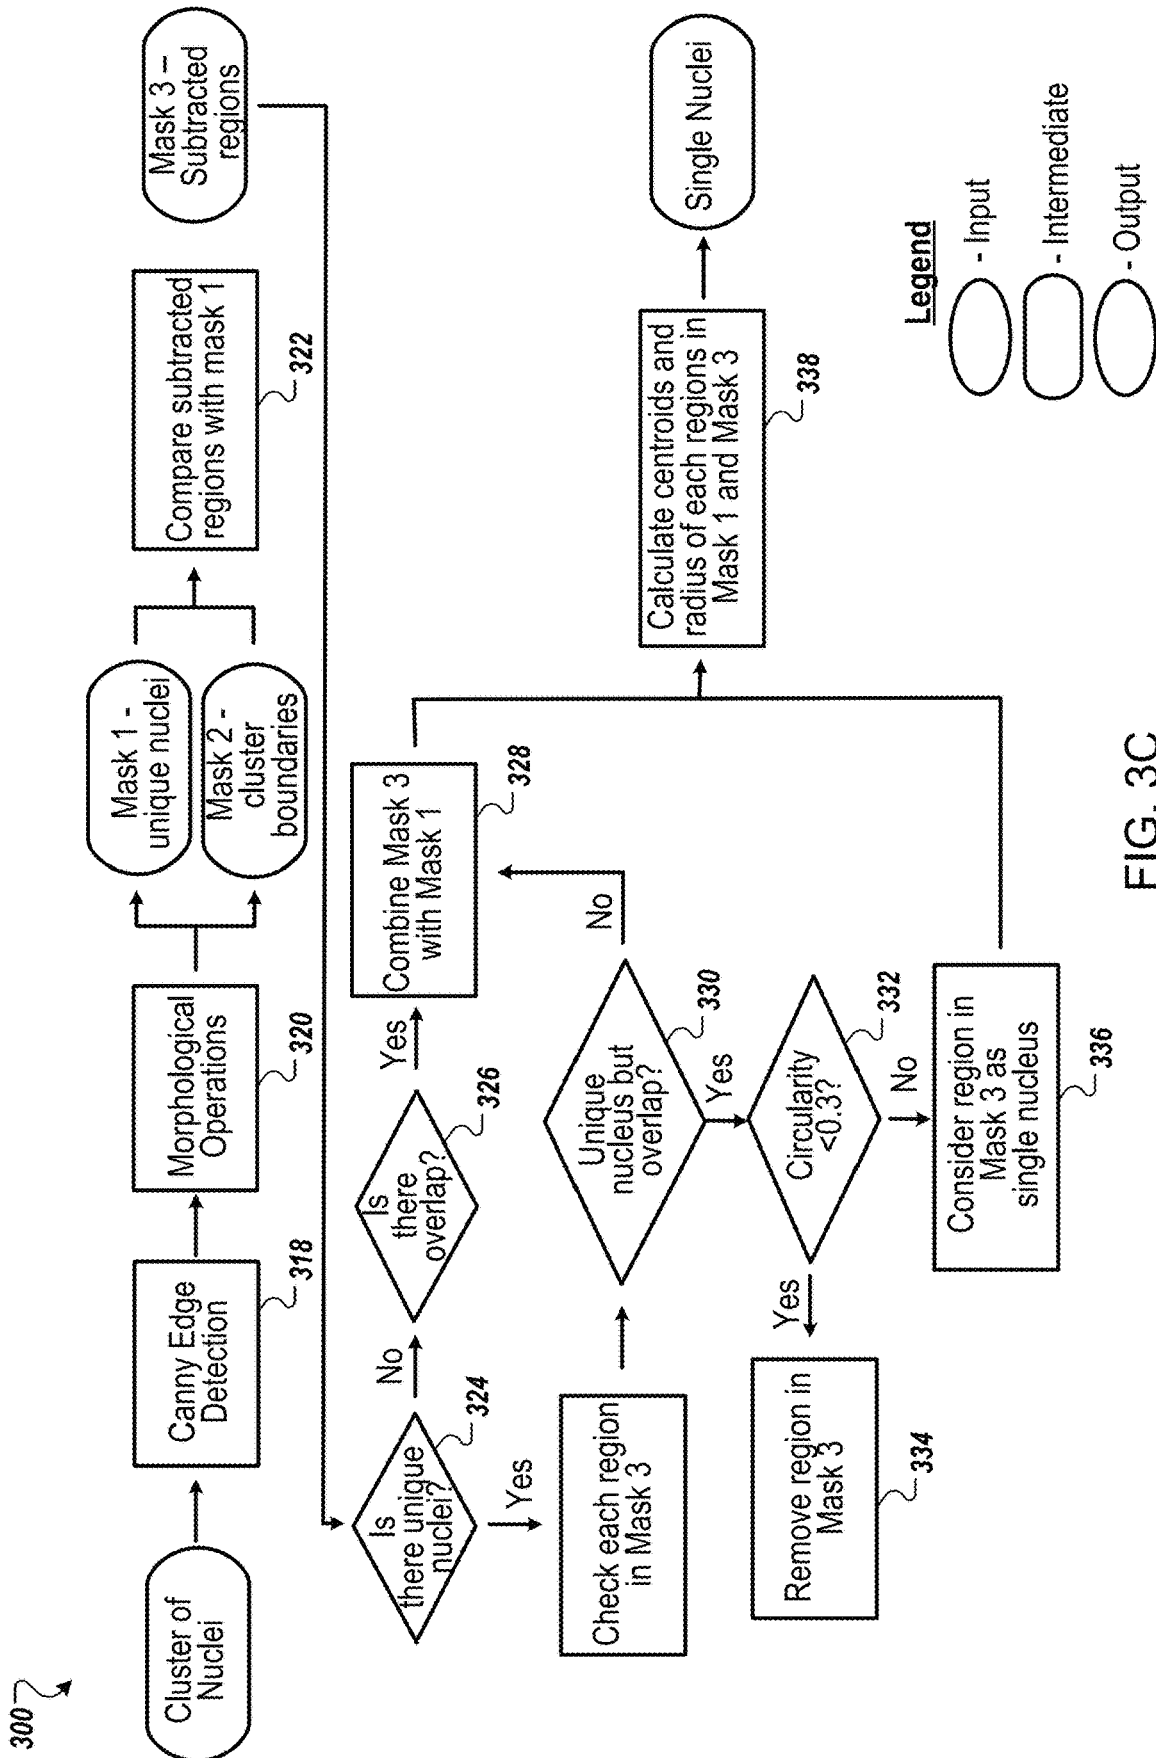 300
Cluster of
Nuclei
Canny Edge
Detection
318
Morphological
Operations
320
Mask 1 -
unique nuclei
Mask 2 -
cluster
boundaries
Compare subtracted
regions with mask 1
322
Mask 3 –
Subtracted
regions
Is
there unique
nuclei?
324
No
Yes
Is
there
overlap?
326
Yes
Combine Mask 3
with Mask 1
328
Check each region
in Mask 3
Unique
nucleus but
overlap?
330
No
Yes
Circularity
<0.3?
332
Yes
No
Remove region in
Mask 3
334
Consider region in
Mask 3 as
single nucleus
336
Calculate centroids and
radius of each regions in
Mask 1 and Mask 3
338
Single Nuclei
Legend
- Input
- Intermediate
- Output
FIG. 3C